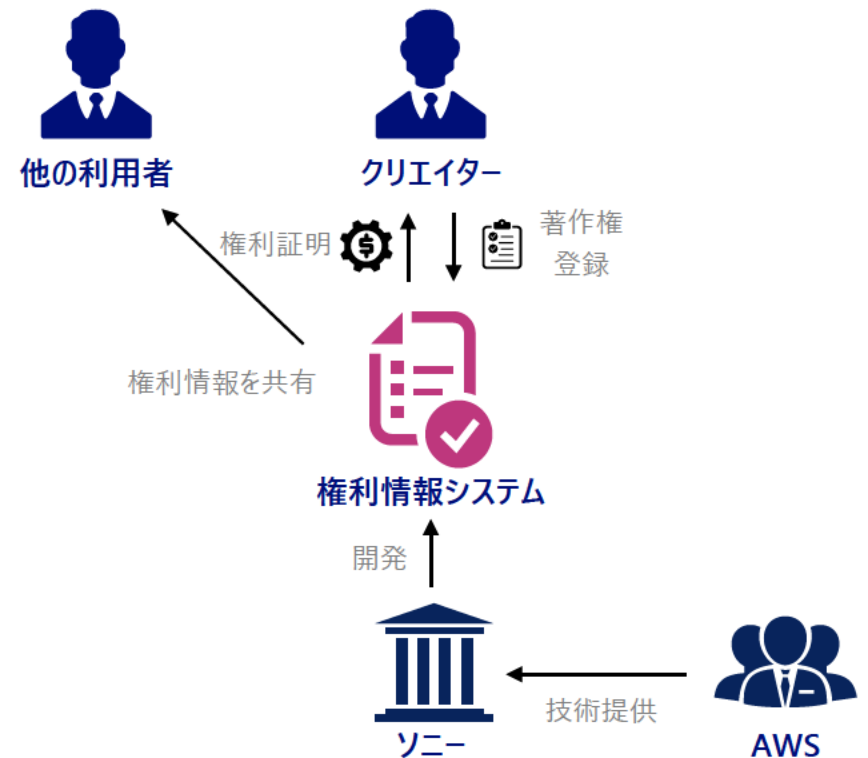 他の利用者
クリエイター
権利証明
著作権
登録
権利情報を共有
権利情報システム
開発
技術提供
ソニー
AWS